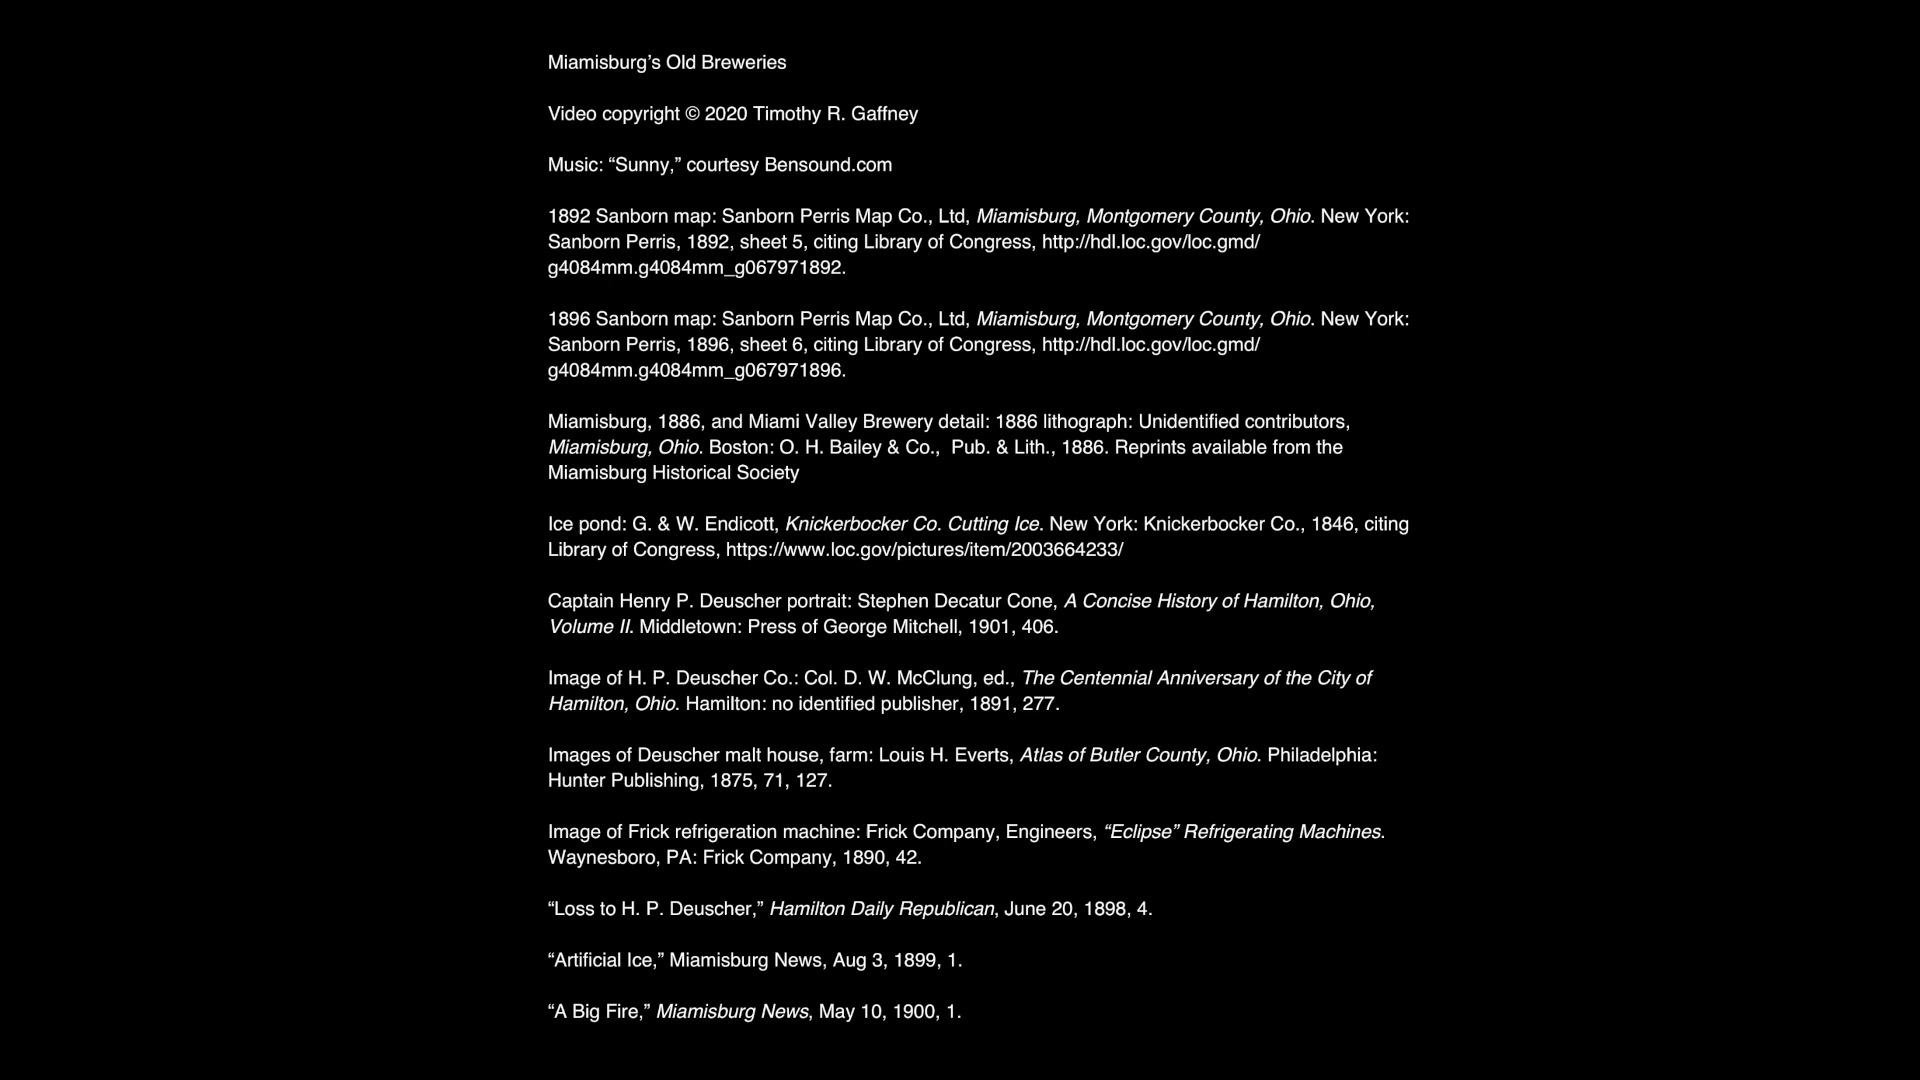 Miamisburg’s Old Breweries
Video copyright © 2020 Timothy R. Gaffney
Music: “Sunny,” courtesy Bensound.com
1892 Sanborn map: Sanborn Perris Map Co., Ltd, Miamisburg, Montgomery County, Ohio. New York:
Sanborn Perris, 1892, sheet 5, citing Library of Congress, http://hdl.loc.gov/loc.gmd/
g4084mm.g4084mm_g067971892.
1896 Sanborn map: Sanborn Perris Map Co., Ltd, Miamisburg, Montgomery County, Ohio. New York:
Sanborn Perris, 1896, sheet 6, citing Library of Congress, http://hdl.loc.gov/loc.gmd/
g4084mm.g4084mm_g067971896.
Miamisburg, 1886, and Miami Valley Brewery detail: 1886 lithograph: Unidentified contributors,
Miamisburg, Ohio. Boston: O. H. Bailey & Co.,  Pub. & Lith., 1886. Reprints available from the
Miamisburg Historical Society
Ice pond: G. & W. Endicott, Knickerbocker Co. Cutting Ice. New York: Knickerbocker Co., 1846, citing
Library of Congress, https://www.loc.gov/pictures/item/2003664233/
Captain Henry P. Deuscher portrait: Stephen Decatur Cone, A Concise History of Hamilton, Ohio,
Volume II. Middletown: Press of George Mitchell, 1901, 406.
Image of H. P. Deuscher Co.: Col. D. W. McClung, ed., The Centennial Anniversary of the City of
Hamilton, Ohio. Hamilton: no identified publisher, 1891, 277.
Images of Deuscher malt house, farm: Louis H. Everts, Atlas of Butler County, Ohio. Philadelphia:
Hunter Publishing, 1875, 71, 127.
Image of Frick refrigeration machine: Frick Company, Engineers, “Eclipse” Refrigerating Machines.
Waynesboro, PA: Frick Company, 1890, 42.
“Loss to H. P. Deuscher,” Hamilton Daily Republican, June 20, 1898, 4.
“Artificial Ice,” Miamisburg News, Aug 3, 1899, 1.
“A Big Fire,” Miamisburg News, May 10, 1900, 1.